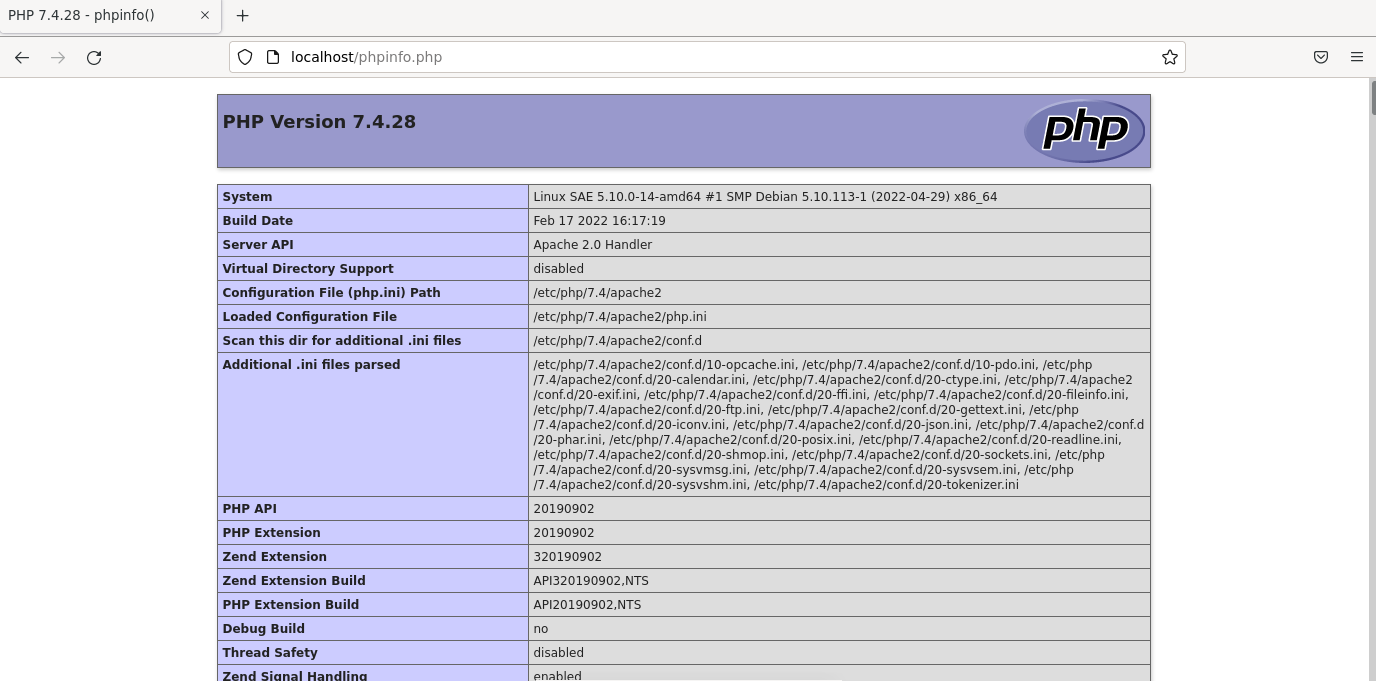 PHP 7.4.28 - phpinfo()
localhost/phpinfo.php
PHP Version 7.4.28
php
System Linux SAE 5.10.0-14-amd64 #1 SMP Debian 5.10.113-1 (2022-04-29) x86_64
Build Date Feb 17 2022 16:17:19
Server API Apache 2.0 Handler
Virtual Directory Support disabled
Configuration File (php.ini) Path /etc/php/7.4/apache2
Loaded Configuration File /etc/php/7.4/apache2/php.ini
Scan this dir for additional .ini files /etc/php/7.4/apache2/conf.d
Additional .ini files parsed /etc/php/7.4/apache2/conf.d/10-opcache.ini, /etc/php/7.4/apache2/conf.d/10-pdo.ini, /etc/php
/7.4/apache2/conf.d/20-calendar.ini, /etc/php/7.4/apache2/conf.d/20-ctype.ini, /etc/php/7.4/apache2
/conf.d/20-exif.ini, /etc/php/7.4/apache2/conf.d/20-ffi.ini, /etc/php/7.4/apache2/conf.d/20-fileinfo.ini,
/etc/php/7.4/apache2/conf.d/20-ftp.ini, /etc/php/7.4/apache2/conf.d/20-gettext.ini, /etc/php
/7.4/apache2/conf.d/20-iconv.ini, /etc/php/7.4/apache2/conf.d/20-json.ini, /etc/php/7.4/apache2/conf.d
/20-phar.ini, /etc/php/7.4/apache2/conf.d/20-posix.ini, /etc/php/7.4/apache2/conf.d/20-readline.ini,
/etc/php/7.4/apache2/conf.d/20-shmop.ini, /etc/php/7.4/apache2/conf.d/20-sockets.ini, /etc/php
/7.4/apache2/conf.d/20-sysvmsg.ini, /etc/php/7.4/apache2/conf.d/20-sysvsem.ini, /etc/php
/7.4/apache2/conf.d/20-sysvshm.ini, /etc/php/7.4/apache2/conf.d/20-tokenizer.ini
PHP API 20190902
PHP Extension 20190902
Zend Extension 320190902
Zend Extension Build API320190902,NTS
PHP Extension Build API20190902,NTS
Debug Build no
Thread Safety disabled
Zend Signal Handling enabled